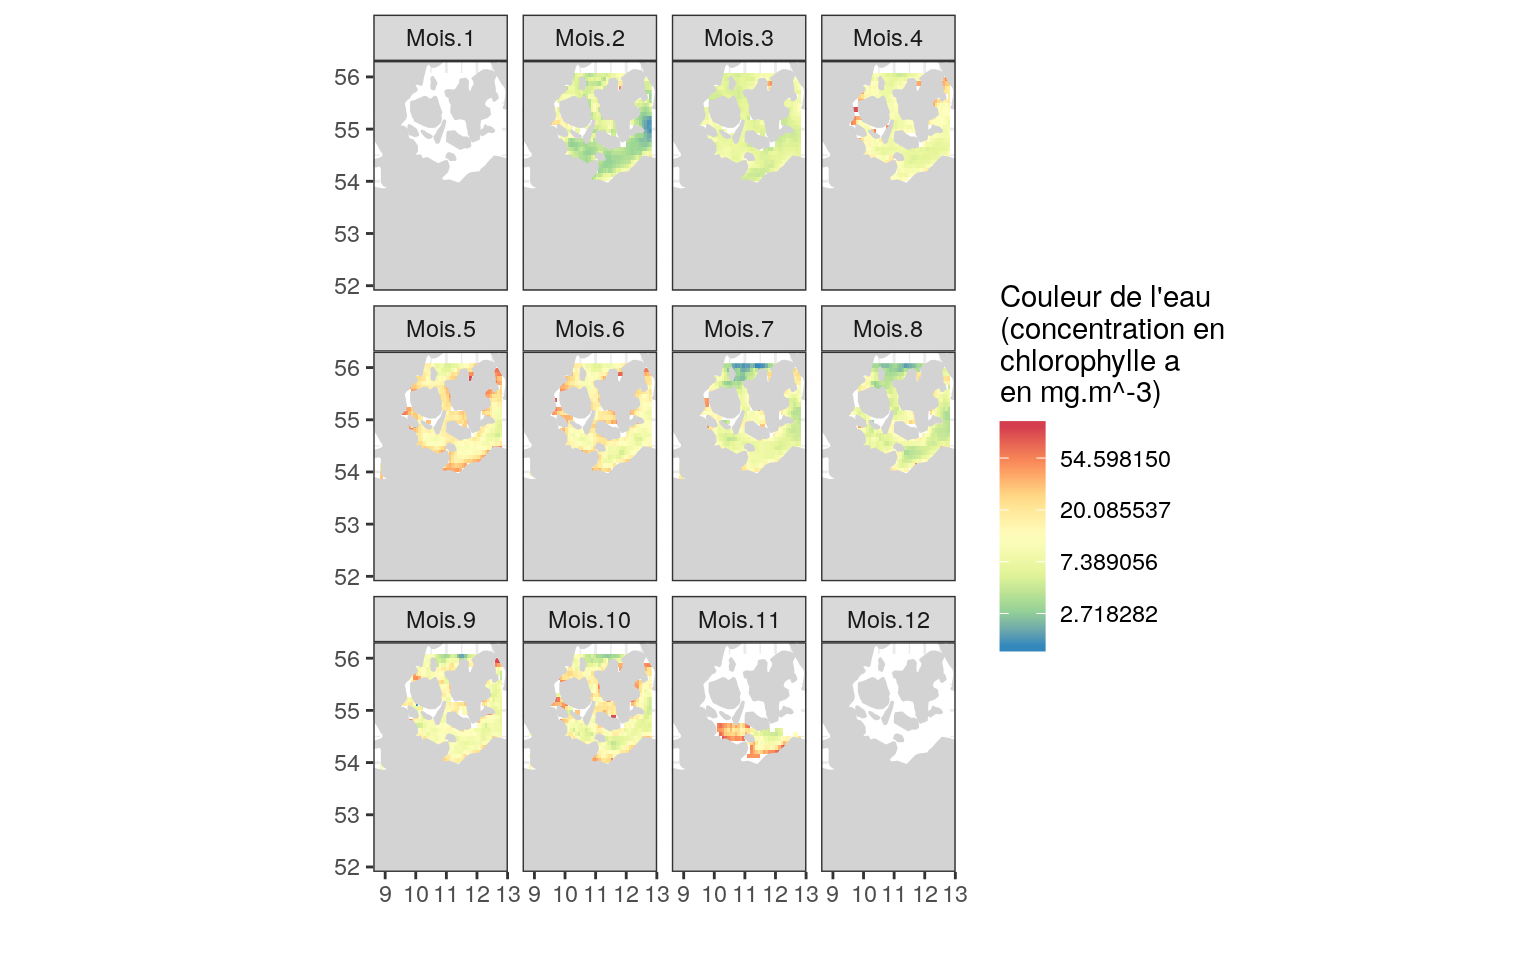 Mois.1 Mois.2 Mois.3 Mois.4
56
55
54
53
52
Mois.5 Mois.6 Mois.7 Mois.8
56
55
54
53
52
Mois.9 Mois.10 Mois.11 Mois.12
56
55
54
53
52
9 10 11 12 13 9 10 11 12 13 9 10 11 12 13 9 10 11 12 13
Couleur de l'eau
(concentration en
chlorophylle a
en mg.m^-3)
54.598150
20.085537
7.389056
2.718282